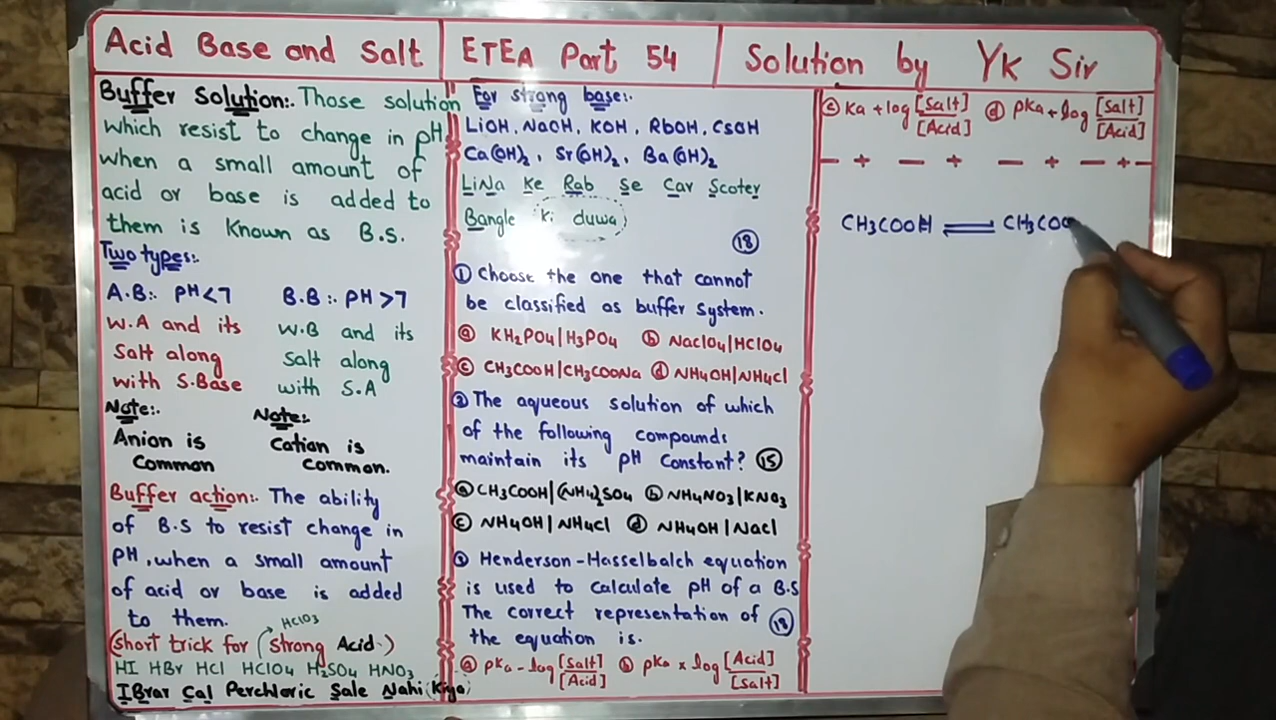 Acid Base and Salt
ETEA Part 54
Solution by Yk Sir
Buffer Solution:. Those solution
which resist to change in pH
when a small amount of
acid or base is added to
them is Known as B.S.
Two types:.
A.B:. PH<7
B.B:. PH >7
W.A and its
Salt along
with S.Base
W.B and its
Salt along
with S.A
Note:.
Anion is
Common
Note:
Cation is
Common.
Buffer action:. The ability
of B.S to resist change in
pH, when a small amount
of acid or base is added
to them.
HClO3
(short trick for strong Acid.)
HI HBr HCl HClO4 H2SO4 HNO3
IBrar Cal Perchloric Sale Nahi (Kiya)
For strong base:.
LiOH, NaOH, KOH, RbOH, CsOH
Ca(OH)2, Sr(OH)2, Ba(OH)2
LiNa Ke Rab Se Car Scoter
Bangle (ki duwa)
(18)
① Choose the one that cannot
be classified as buffer system.
ⓐ KH2PO4|H3PO4 ⓑ NaClO4|HClO4
ⓒ CH3COOH|CH3COONa ⓓ NH4OH|NH4Cl
② The aqueous solution of which
of the following compounds
maintain its pH Constant? (15)
ⓐ CH3COOH|(NH4)2SO4 ⓑ NH4NO3|KNO3
ⓒ NH4OH|NH4Cl ⓓ NH4OH|NaCl
③ Henderson-Hasselbalch equation
is used to calculate pH of a B.S
The correct representation of (18)
the equation is.
ⓐ pKa - log [Salt]/[Acid] ⓑ pKa x log [Acid]/[Salt]
ⓒ Ka + log [Salt]/[Acid] ⓓ pKa + log [Salt]/[Acid]
— + — + — + — + —
CH3COOH ⇌ CH3COO